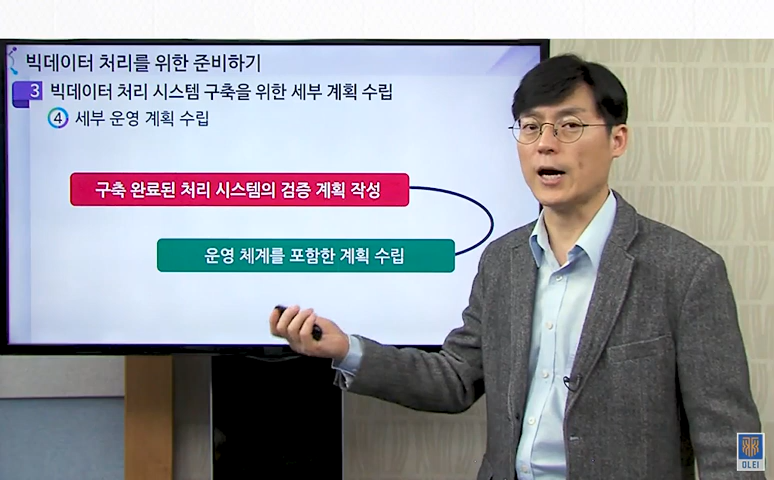 빅데이터 처리를 위한 준비하기
3 빅데이터 처리 시스템 구축을 위한 세부 계획 수립
④ 세부 운영 계획 수립
구축 완료된 처리 시스템의 검증 계획 작성
운영 체계를 포함한 계획 수립
OLEI